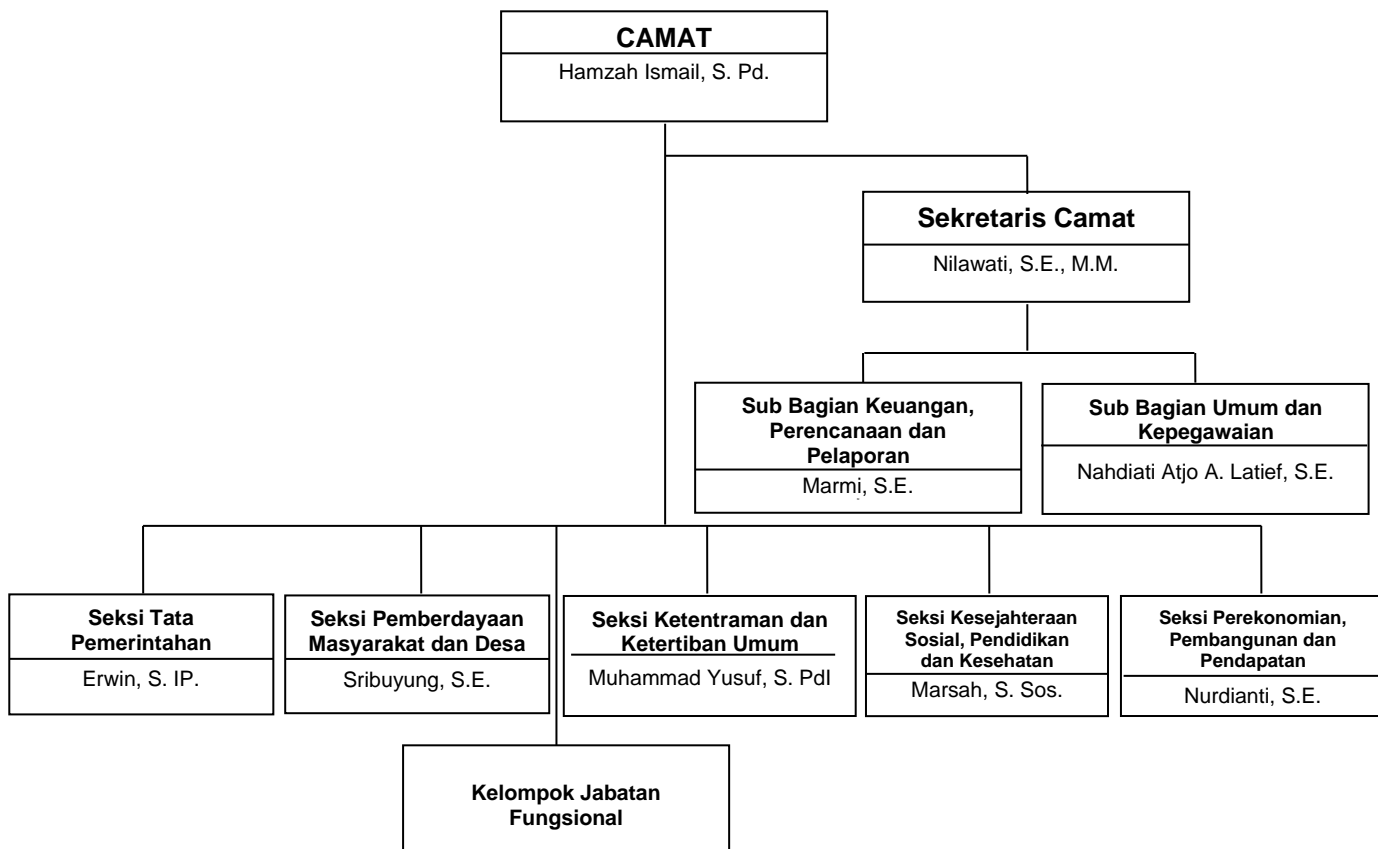 CAMAT
Hamzah Ismail, S. Pd.
Sekretaris Camat
Nilawati, S.E., M.M.
Sub Bagian Keuangan,
Perencanaan dan
Pelaporan
Marmi, S.E.
Sub Bagian Umum dan
Kepegawaian
Nahdiati Atjo A. Latief, S.E.
Seksi Tata
Pemerintahan
Erwin, S. IP.
Seksi Pemberdayaan
Masyarakat dan Desa
Sribuyung, S.E.
Seksi Ketentraman dan
Ketertiban Umum
Muhammad Yusuf, S. PdI
Seksi Kesejahteraan
Sosial, Pendidikan
dan Kesehatan
Marsah, S. Sos.
Seksi Perekonomian,
Pembangunan dan
Pendapatan
Nurdianti, S.E.
Kelompok Jabatan
Fungsional